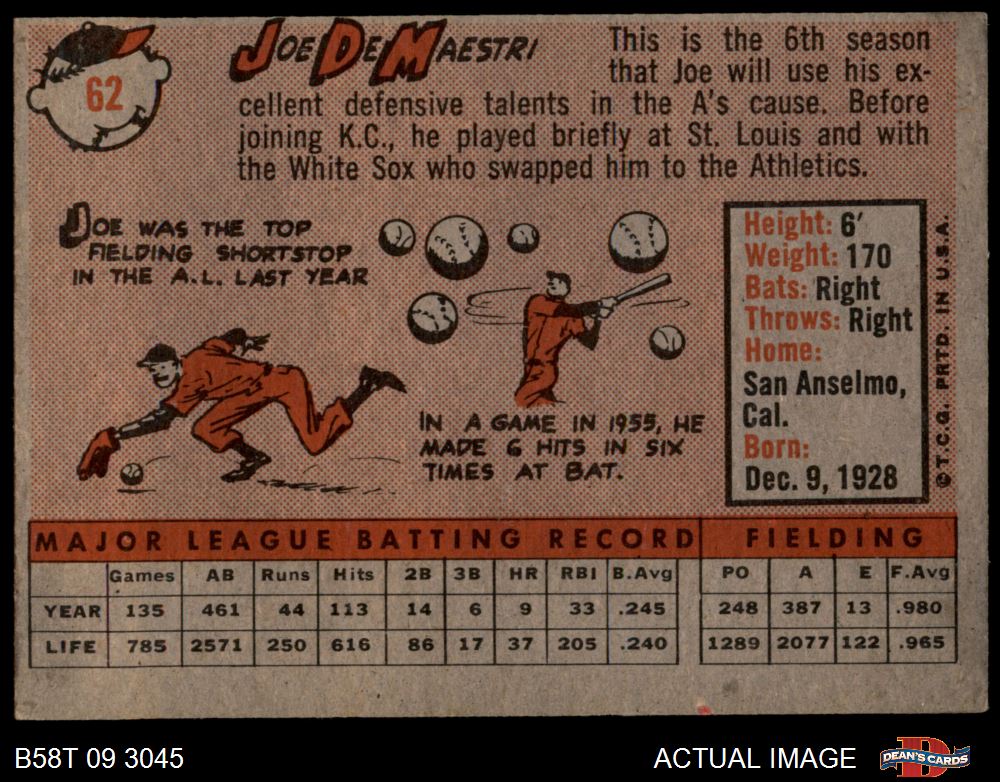 62
JOE DE MAESTRI
This is the 6th season
that Joe will use his ex-
cellent defensive talents in the A's cause. Before
joining K.C., he played briefly at St. Louis and with
the White Sox who swapped him to the Athletics.
JOE WAS THE TOP
FIELDING SHORTSTOP
IN THE A.L. LAST YEAR
IN A GAME IN 1955, HE
MADE 6 HITS IN SIX
TIMES AT BAT.
Height: 6'
Weight: 170
Bats: Right
Throws: Right
Home:
San Anselmo,
Cal.
Born:
Dec. 9, 1928
© T.C.G. PRTD. IN U.S.A.
MAJOR LEAGUE BATTING RECORD FIELDING
Games AB Runs Hits 2B 3B HR RBI B.Avg PO A E F.Avg
YEAR 135 461 44 113 14 6 9 33 .245 248 387 13 .980
LIFE 785 2571 250 616 86 17 37 205 .240 1289 2077 122 .965
B58T 09 3045 ACTUAL IMAGE DEAN'S CARDS